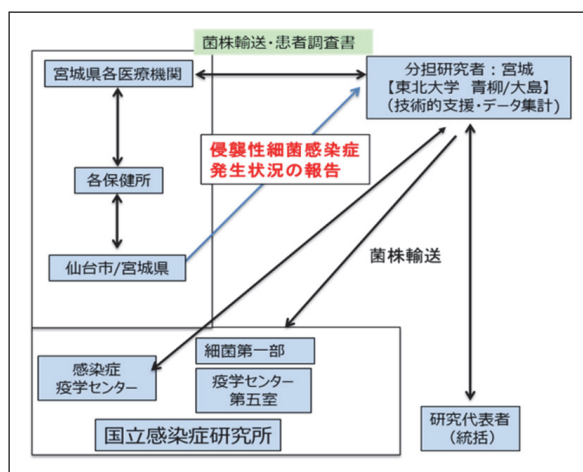 菌株輸送・患者調査書
宮城県各医療機関
分担研究者：宮城
【東北大学 青柳/大島】
（技術的支援・データ集計）
侵襲性細菌感染症
発生状況の報告
各保健所
仙台市/宮城県
菌株輸送
細菌第一部
感染症
疫学センター
疫学センター
第五室
国立感染症研究所
研究代表者
（統括）